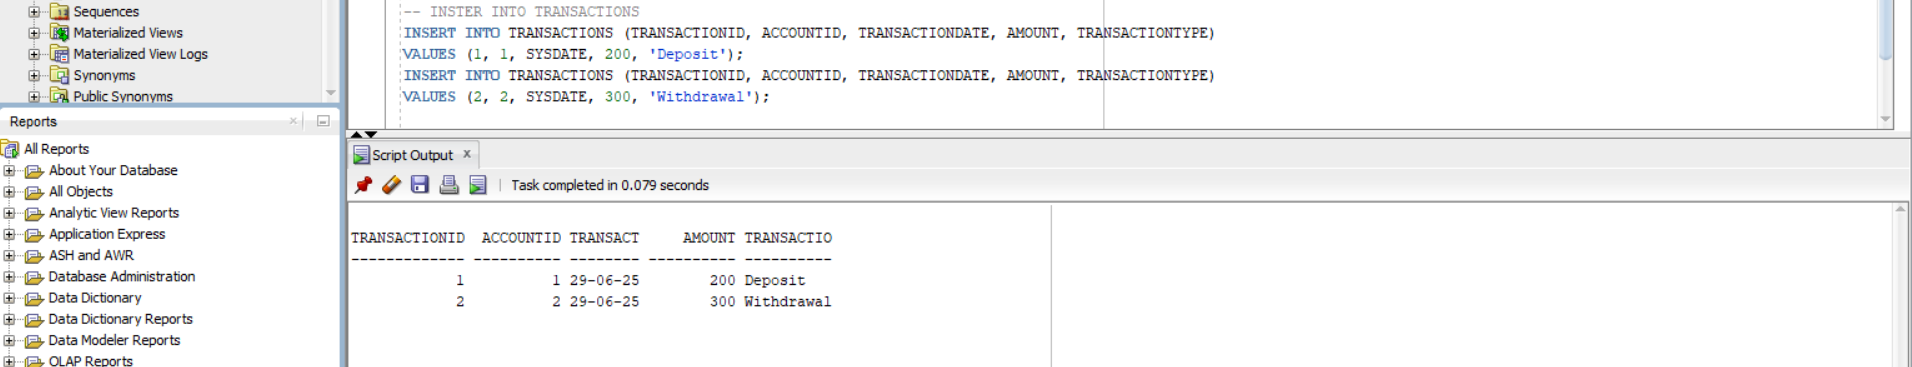 Sequences
Materialized Views
Materialized View Logs
Synonyms
Public Synonyms
Reports
All Reports
About Your Database
All Objects
Analytic View Reports
Application Express
ASH and AWR
Database Administration
Data Dictionary
Data Dictionary Reports
Data Modeler Reports
OLAP Reports
-- INSTER INTO TRANSACTIONS
INSERT INTO TRANSACTIONS (TRANSACTIONID, ACCOUNTID, TRANSACTIONDATE, AMOUNT, TRANSACTIONTYPE)
VALUES (1, 1, SYSDATE, 200, 'Deposit');
INSERT INTO TRANSACTIONS (TRANSACTIONID, ACCOUNTID, TRANSACTIONDATE, AMOUNT, TRANSACTIONTYPE)
VALUES (2, 2, SYSDATE, 300, 'Withdrawal');
Script Output x
Task completed in 0.079 seconds
TRANSACTIONID ACCOUNTID TRANSACT AMOUNT TRANSACTIO
------------- ---------- -------- ---------- ----------
1 1 29-06-25 200 Deposit
2 2 29-06-25 300 Withdrawal